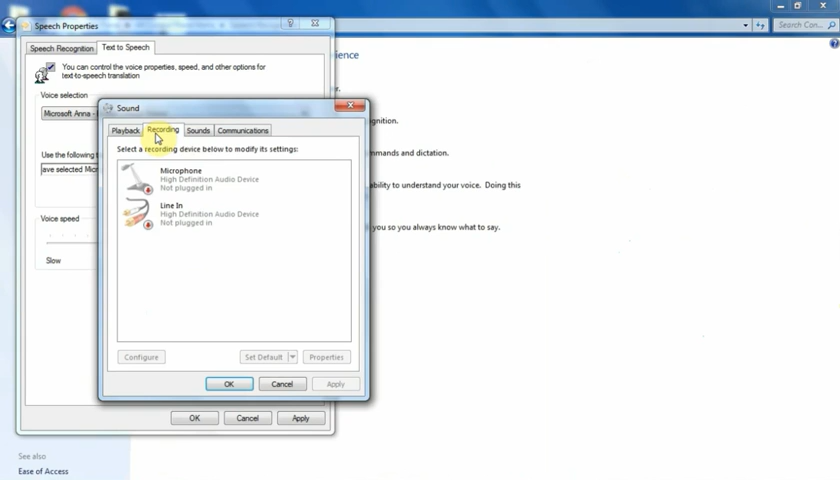 Speech Properties
Search Con...
Speech Recognition
Text to Speech
You can control the voice properties, speed, and other options for
text-to-speech translation
Voice selection
Microsoft Anna -
Use the following
ave selected Micr
Voice speed
Slow
OK
Cancel
Apply
Sound
Playback
Recording
Sounds
Communications
Select a recording device below to modify its settings:
Microphone
High Definition Audio Device
Not plugged in
Line In
High Definition Audio Device
Not plugged in
Configure
Set Default
Properties
OK
Cancel
Apply
ience
r.
ognition.
mmands and dictation.
ability to understand your voice. Doing this
you so you always know what to say.
See also
Ease of Access